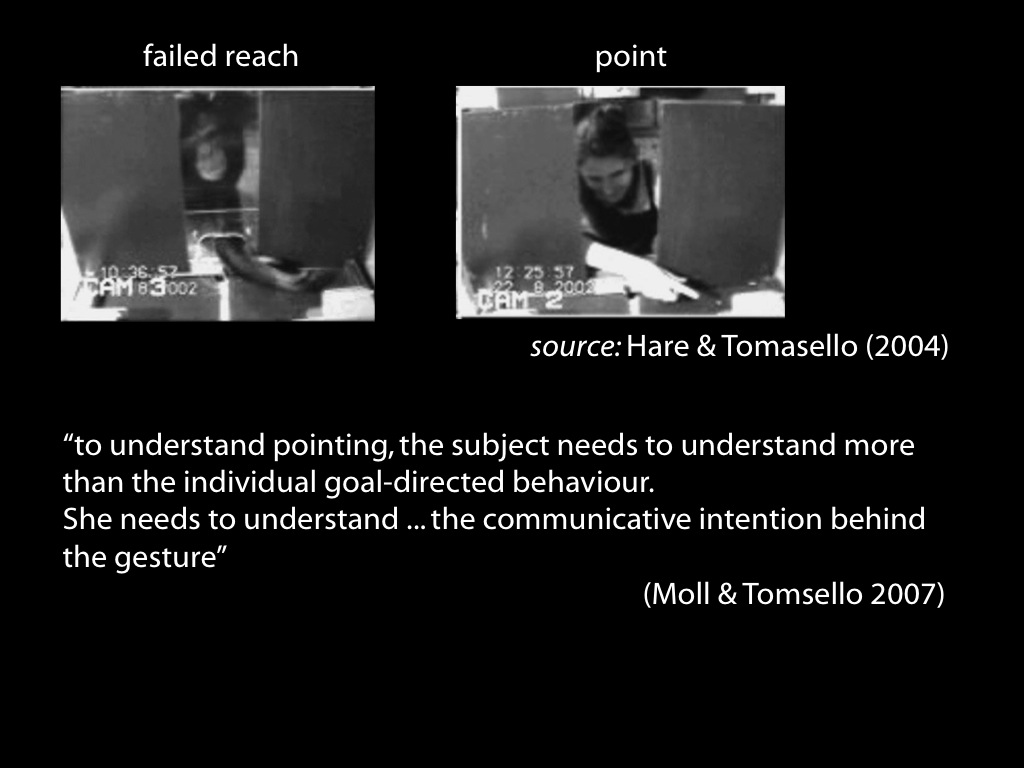 failed reach
point
10:36:57
CAM 3
8 2002
12 25 57
22 8 2002
CAM 2
source: Hare & Tomasello (2004)
“to understand pointing, the subject needs to understand more
than the individual goal-directed behaviour.
She needs to understand ... the communicative intention behind
the gesture”
(Moll & Tomsello 2007)